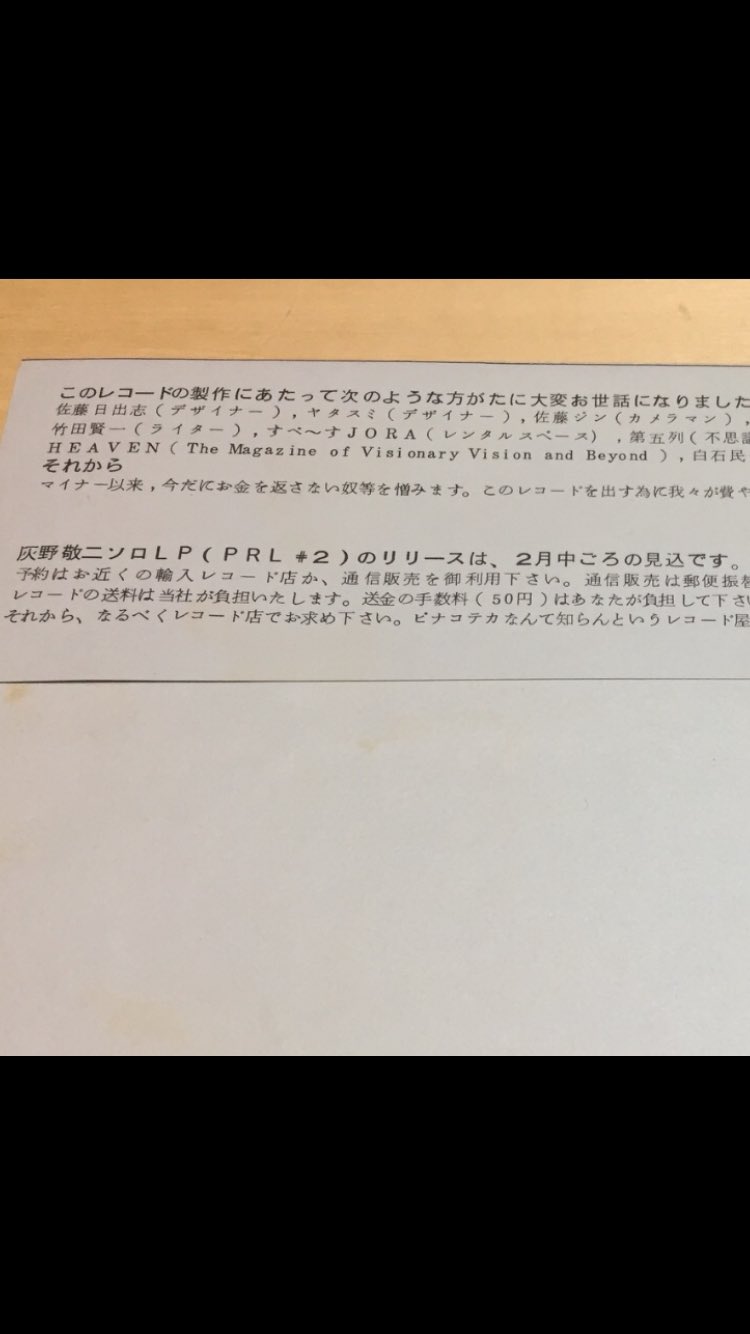 このレコードの製作にあたって次のような方がたに大変お世話になりました
佐藤日出志(デザイナー),ヤタスミ(デザイナー),佐藤ジン(カメラマン),
竹田賢一(ライター),すぺ〜すJORA(レンタルスペース),第五列(不思議
HEAVEN(The Magazine of Visionary Vision and Beyond),白石民
それから
マイナー以来,今だにお金を返さない奴等を憎みます。このレコードを出す為に我々が費や
灰野敬二ソロLP(PRL #2)のリリースは、2月中ごろの見込です。
予約はお近くの輸入レコード店か、通信販売を御利用下さい。通信販売は郵便振替
レコードの送料は当社が負担いたします。送金の手数料(50円)はあなたが負担して下さい
それから、なるべくレコード店でお求め下さい。ピナコテカなんて知らんというレコード屋